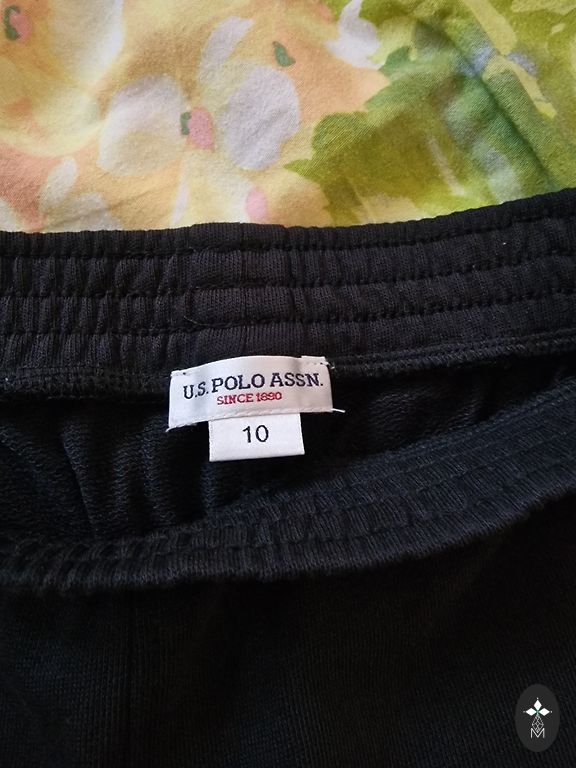 U.S. POLO ASSN.
SINCE 1890
10
M